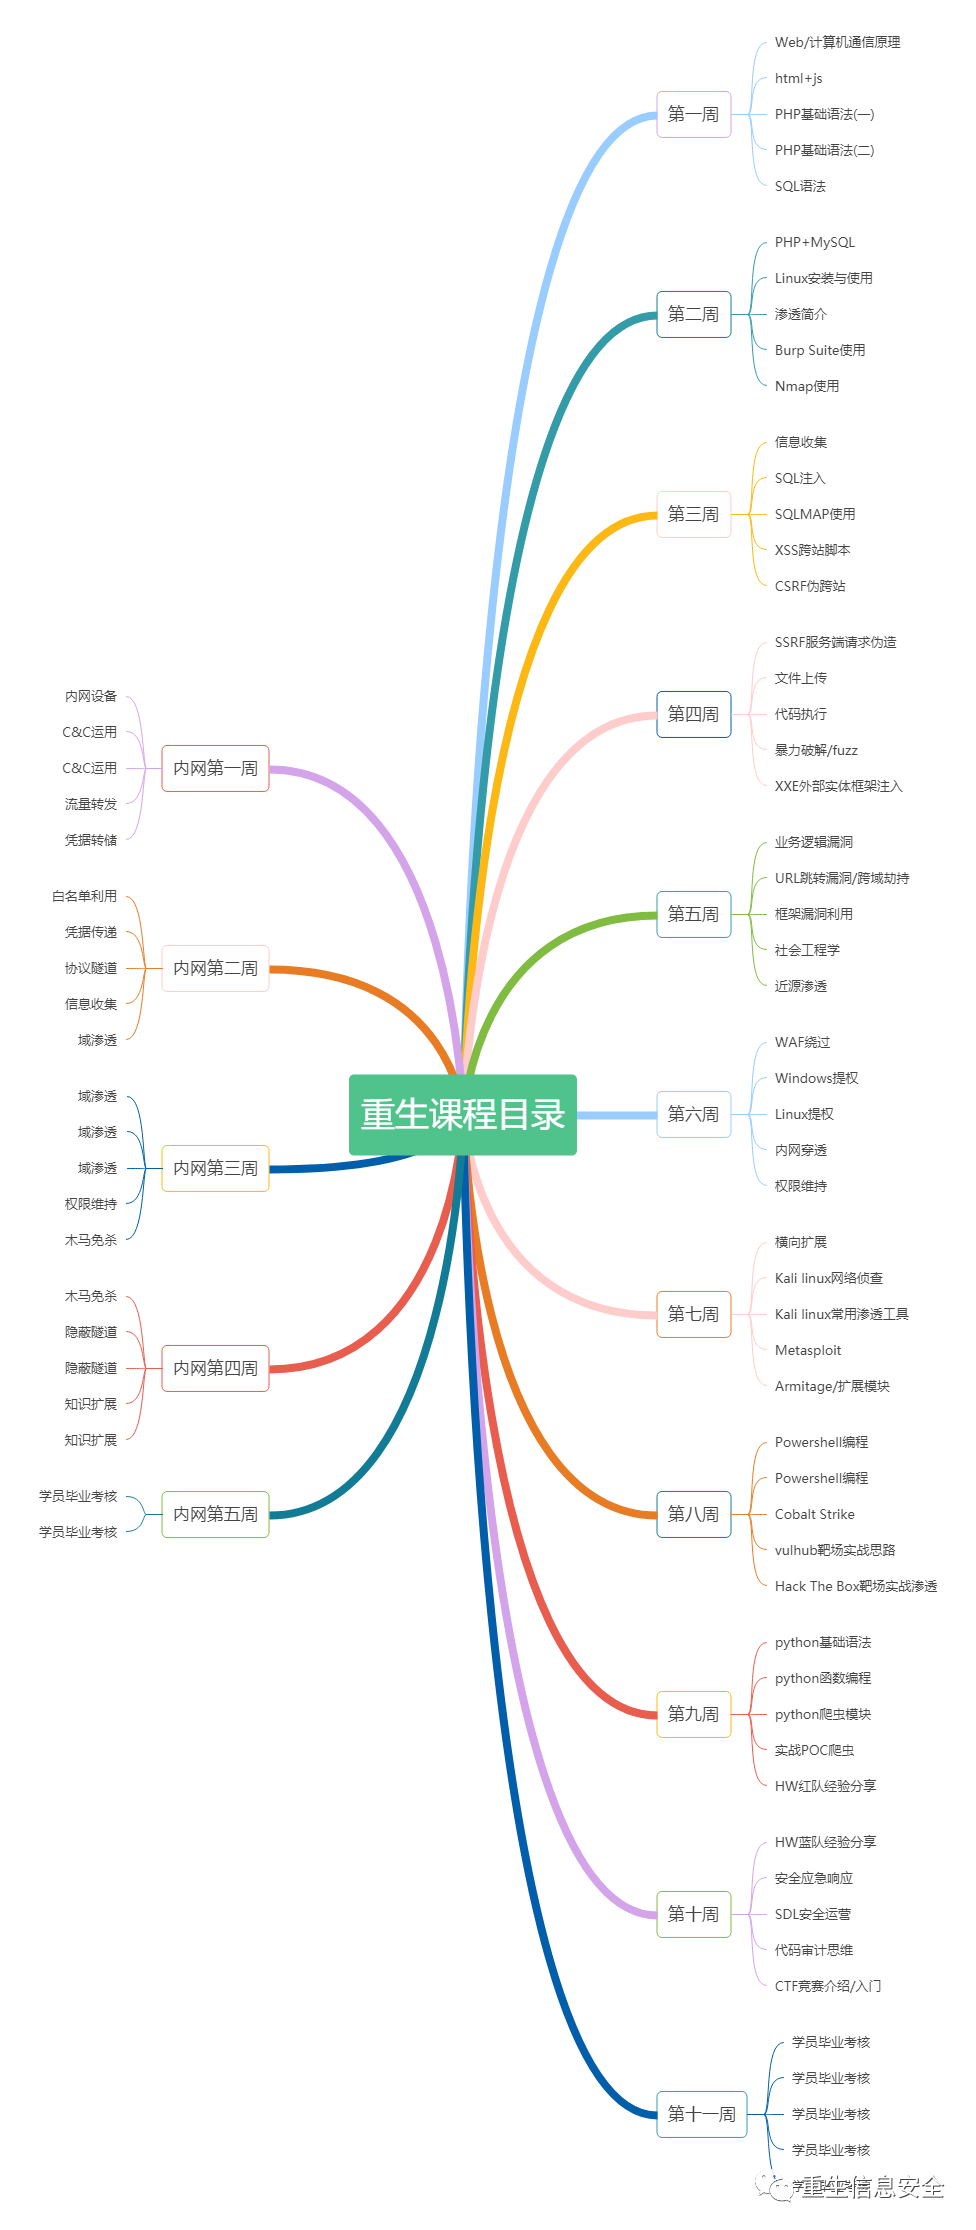 重生课程目录
第一周
Web/计算机通信原理
html+js
PHP基础语法(一)
PHP基础语法(二)
SQL语法
第二周
PHP+MySQL
Linux安装与使用
渗透简介
Burp Suite使用
Nmap使用
第三周
信息收集
SQL注入
SQLMAP使用
XSS跨站脚本
CSRF伪跨站
第四周
SSRF服务端请求伪造
文件上传
代码执行
暴力破解/fuzz
XXE外部实体框架注入
第五周
业务逻辑漏洞
URL跳转漏洞/跨域劫持
框架漏洞利用
社会工程学
近源渗透
第六周
WAF绕过
Windows提权
Linux提权
内网穿透
权限维持
第七周
横向扩展
Kali linux网络侦查
Kali linux常用渗透工具
Metasploit
Armitage/扩展模块
第八周
Powershell编程
Powershell编程
Cobalt Strike
vulhub靶场实战思路
Hack The Box靶场实战渗透
第九周
python基础语法
python函数编程
python爬虫模块
实战POC爬虫
HW红队经验分享
第十周
HW蓝队经验分享
安全应急响应
SDL安全运营
代码审计思维
CTF竞赛介绍/入门
第十一周
学员毕业考核
学员毕业考核
学员毕业考核
学员毕业考核
内网第一周
内网设备
C&C运用
C&C运用
流量转发
凭据转储
内网第二周
白名单利用
凭据传递
协议隧道
信息收集
域渗透
内网第三周
域渗透
域渗透
域渗透
权限维持
木马免杀
内网第四周
木马免杀
隐蔽隧道
隐蔽隧道
知识扩展
知识扩展
内网第五周
学员毕业考核
学员毕业考核
重生信息安全